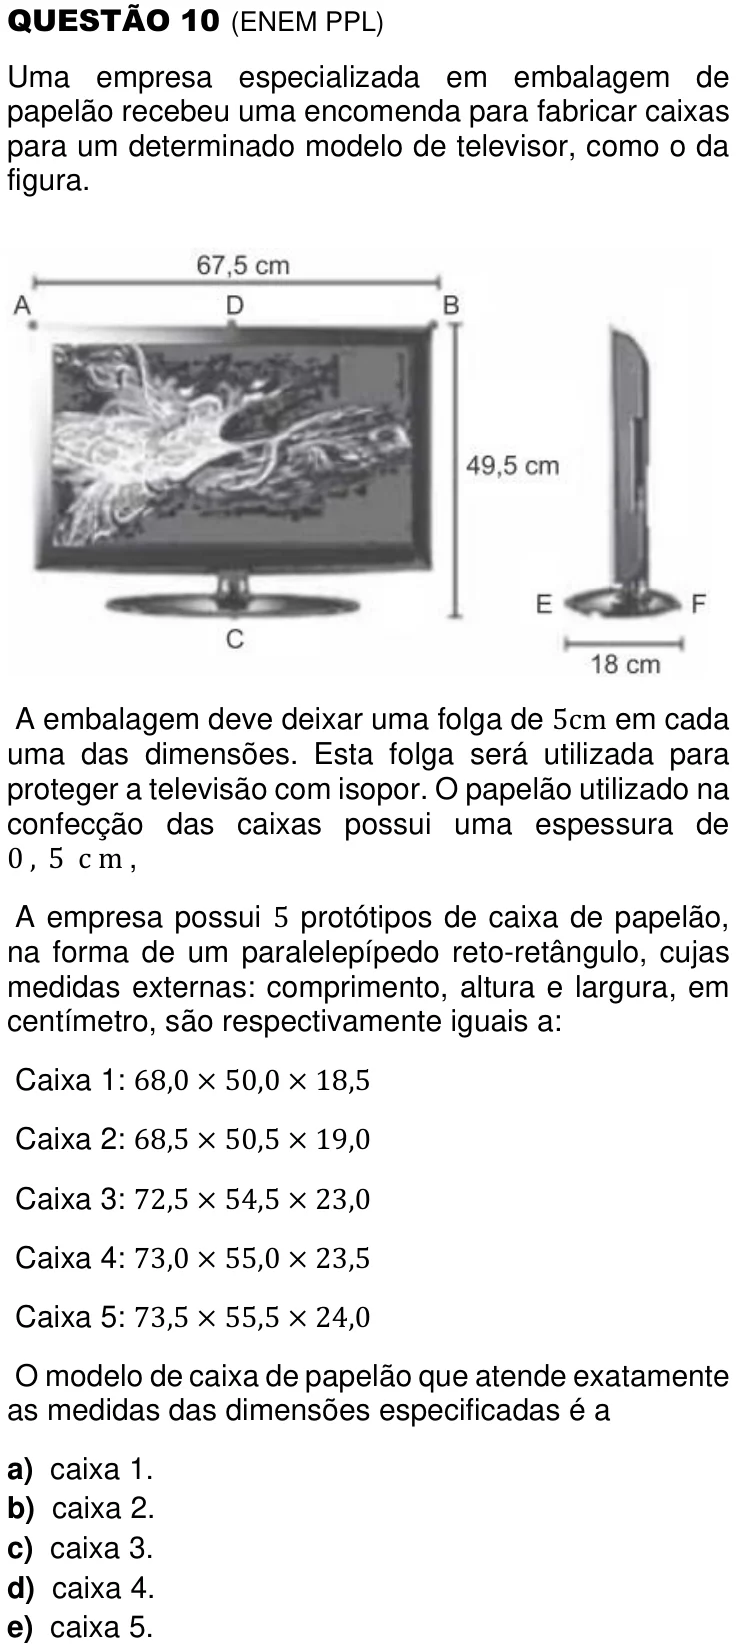 QUESTÃO 10 (ENEM PPL)
Uma empresa especializada em embalagem de
papelão recebeu uma encomenda para fabricar caixas
para um determinado modelo de televisor, como o da
figura.
67,5 cm
A D B
49,5 cm
E F
C
18 cm
A embalagem deve deixar uma folga de 5cm em cada
uma das dimensões. Esta folga será utilizada para
proteger a televisão com isopor. O papelão utilizado na
confecção das caixas possui uma espessura de
0 , 5 c m ,
A empresa possui 5 protótipos de caixa de papelão,
na forma de um paralelepípedo reto-retângulo, cujas
medidas externas: comprimento, altura e largura, em
centímetro, são respectivamente iguais a:
Caixa 1: 68,0 × 50,0 × 18,5
Caixa 2: 68,5 × 50,5 × 19,0
Caixa 3: 72,5 × 54,5 × 23,0
Caixa 4: 73,0 × 55,0 × 23,5
Caixa 5: 73,5 × 55,5 × 24,0
O modelo de caixa de papelão que atende exatamente
as medidas das dimensões especificadas é a
a) caixa 1.
b) caixa 2.
c) caixa 3.
d) caixa 4.
e) caixa 5.